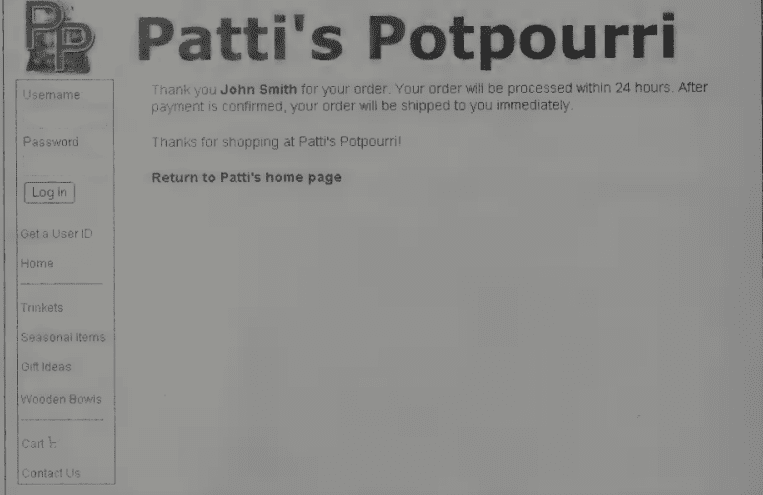 PP
Patti's Potpourri
Username
Password
Log In
Get a User ID
Home
Trinkets
Seasonal Items
Gift Ideas
Wooden Bowls
Cart
Contact Us
Thank you John Smith for your order. Your order will be processed within 24 hours. After
payment is confirmed, your order will be shipped to you immediately.
Thanks for shopping at Patti's Potpourri!
Return to Patti's home page